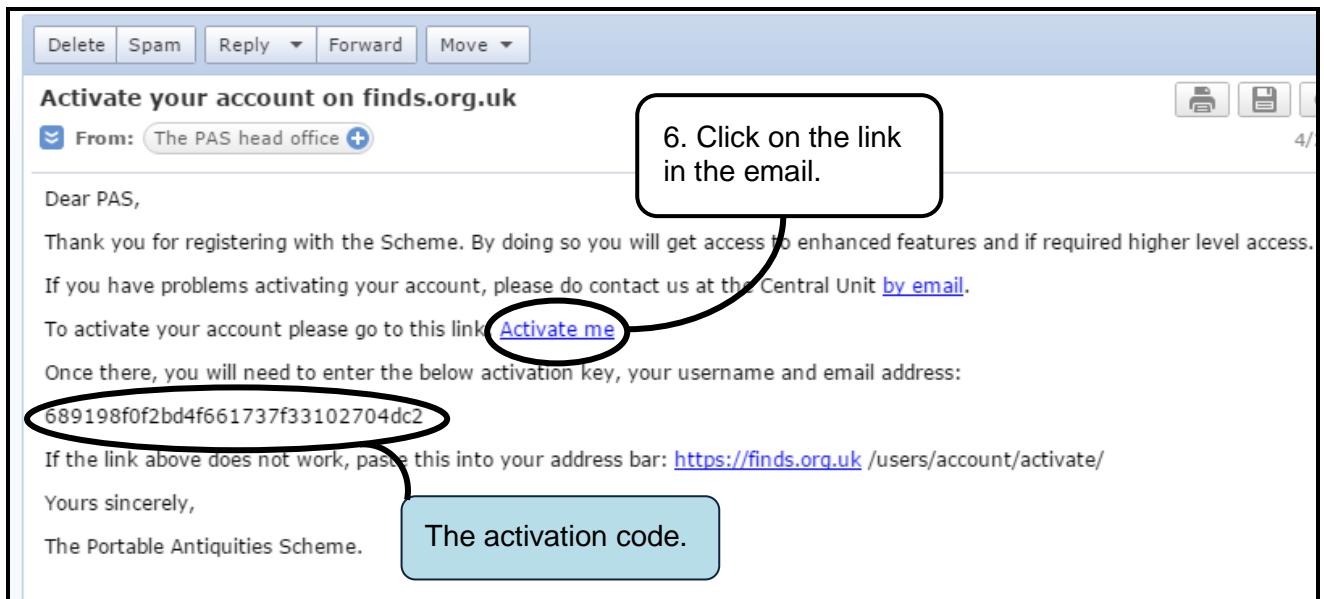 Delete Spam Reply Forward Move
Activate your account on finds.org.uk
From: The PAS head office
4/
6. Click on the link
in the email.
Dear PAS,
Thank you for registering with the Scheme. By doing so you will get access to enhanced features and if required higher level access.
If you have problems activating your account, please do contact us at the Central Unit by email.
To activate your account please go to this link Activate me
Once there, you will need to enter the below activation key, your username and email address:
689198f0f2bd4f661737f33102704dc2
If the link above does not work, paste this into your address bar: https://finds.org.uk /users/account/activate/
Yours sincerely,
The Portable Antiquities Scheme.
The activation code.